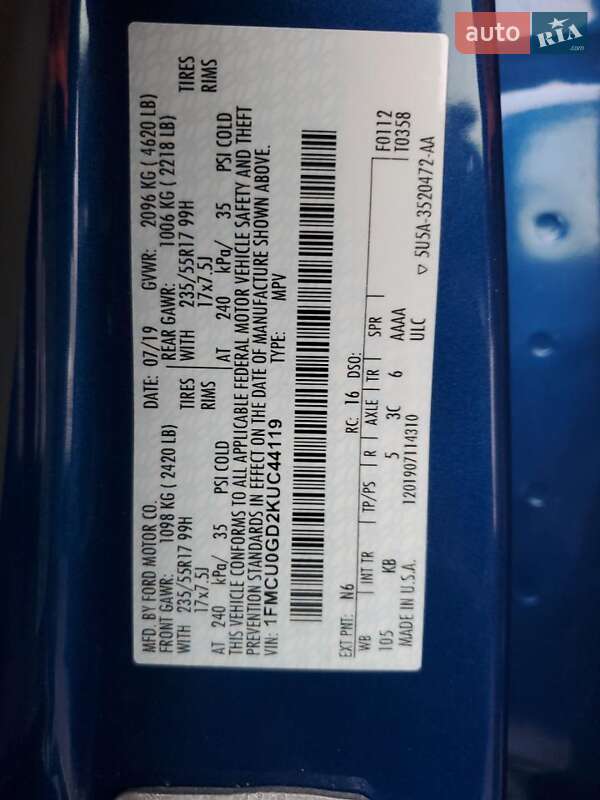 auto RIA .com
MFD. BY FORD MOTOR CO. DATE: 07/19 GVWR: 2096 KG ( 4620 LB)
FRONT GAWR: 1098 KG ( 2420 LB) REAR GAWR: 1006 KG ( 2218 LB)
WITH 235/55R17 99H TIRES WITH 235/55R17 99H TIRES
17x7.5J RIMS 17x7.5J RIMS
AT 240 kPa/ 35 PSI COLD AT 240 kPa/ 35 PSI COLD
THIS VEHICLE CONFORMS TO ALL APPLICABLE FEDERAL MOTOR VEHICLE SAFETY AND THEFT
PREVENTION STANDARDS IN EFFECT ON THE DATE OF MANUFACTURE SHOWN ABOVE.
VIN: 1FMCU0GD2KUC44119 TYPE: MPV
EXT PNT: N6 RC: 16 DSO: F0112
T0358
WB INT TR TP/PS R AXLE TR SPR
105 KB 5 3C 6 AAAA
MADE IN U.S.A. 1201907114310 ULC
▽ 5U5A-3520472-AA